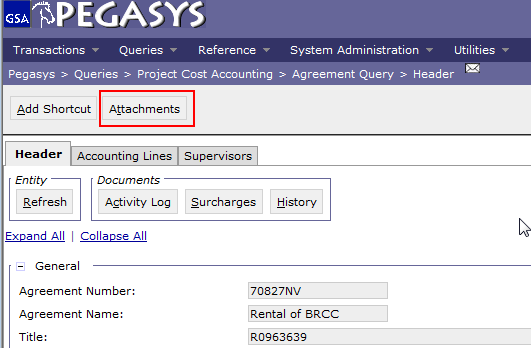 GSA PEGASYS
Transactions Queries Reference System Administration Utilities
Pegasys > Queries > Project Cost Accounting > Agreement Query > Header
Add Shortcut Attachments
Header Accounting Lines Supervisors
Entity Documents
Refresh Activity Log Surcharges History
Expand All | Collapse All
General
Agreement Number: 70827NV
Agreement Name: Rental of BRCC
Title: R0963639